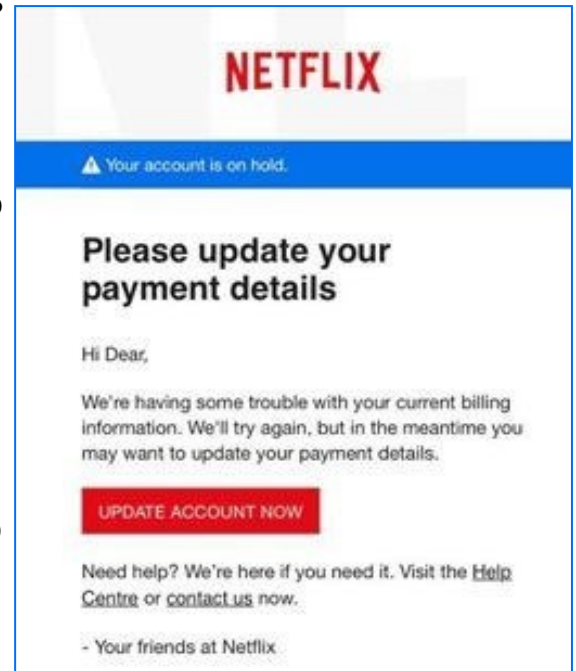 NETFLIX
Your account is on hold.
Please update your
payment details
Hi Dear,
We're having some trouble with your current billing
information. We'll try again, but in the meantime you
may want to update your payment details.
UPDATE ACCOUNT NOW
Need help? We're here if you need it. Visit the Help
Centre or contact us now.
- Your friends at Netflix